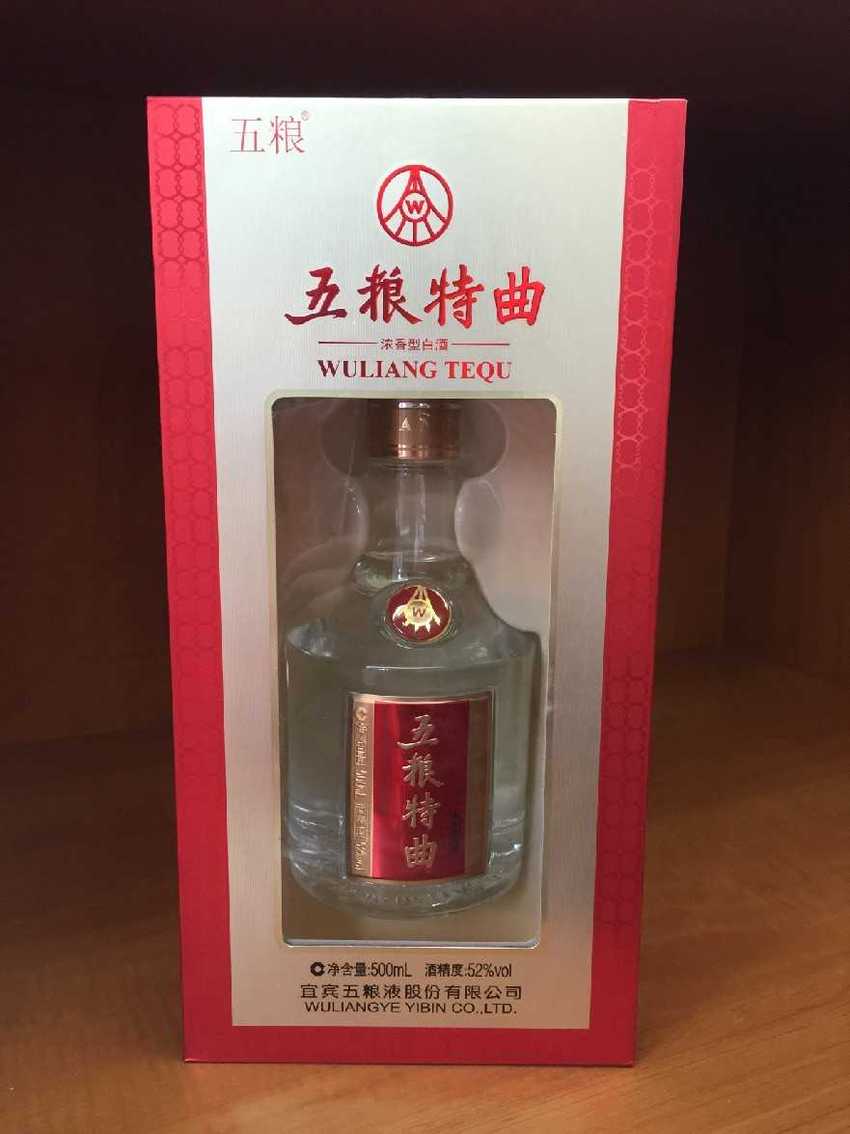 五粮®
W
五粮特曲
浓香型白酒
WULIANG TEQU
W
五粮特曲
净含量:500mL 酒精度:52%vol
宜宾五粮液股份有限公司
WULIANGYE YIBIN CO.,LTD.